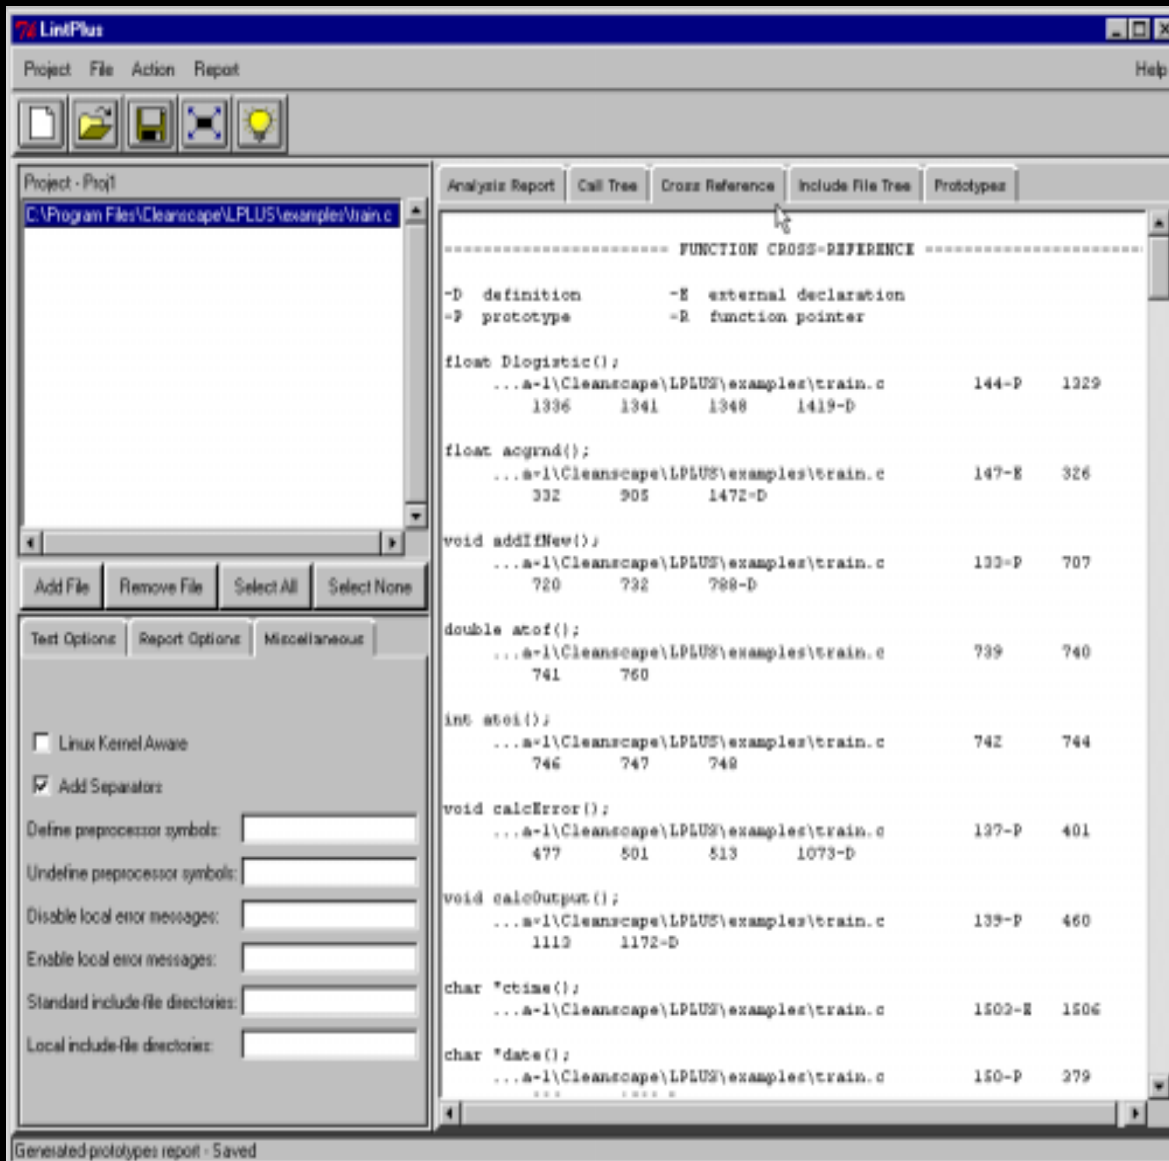 LintPlus
Project File Action Report Help
Project - Proj1
C:\Program Files\Cleanscape\LPLUS\examples\train.c
Add File Remove File Select All Select None
Test Options Report Options Miscellaneous
Linux Kernel Aware
Add Separators
Define preprocessor symbols:
Undefine preprocessor symbols:
Disable local error messages:
Enable local error messages:
Standard include-file directories:
Local include-file directories:
Analysis Report Call Tree Cross Reference Include File Tree Prototypes
======================= FUNCTION CROSS-REFERENCE =======================
-D definition -E external declaration
-P prototype -R function pointer
float Dlogistic();
...a~1\Cleanscape\LPLUS\examples\train.c 144-P 1329
1336 1341 1348 1419-D
float acgrnd();
...a~1\Cleanscape\LPLUS\examples\train.c 147-E 326
332 905 1472-D
void addIfNew();
...a~1\Cleanscape\LPLUS\examples\train.c 133-P 707
720 732 788-D
double atof();
...a~1\Cleanscape\LPLUS\examples\train.c 739 740
741 760
int atoi();
...a~1\Cleanscape\LPLUS\examples\train.c 742 744
746 747 748
void calcError();
...a~1\Cleanscape\LPLUS\examples\train.c 137-P 401
477 501 513 1073-D
void calcOutput();
...a~1\Cleanscape\LPLUS\examples\train.c 139-P 460
1113 1172-D
char *ctime();
...a~1\Cleanscape\LPLUS\examples\train.c 1503-E 1506
char *date();
...a~1\Cleanscape\LPLUS\examples\train.c 150-P 379
Generated prototypes report - Saved